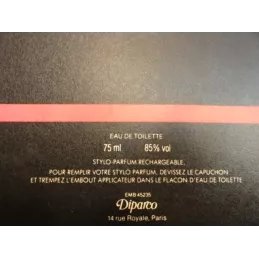 EAU DE TOILETTE
75 ml 85% vol
STYLO-PARFUM RECHARGEABLE.
POUR REMPLIR VOTRE STYLO PARFUM, DEVISSEZ LE CAPUCHON
ET TREMPEZ L'EMBOUT APPLICATEUR DANS LE FLACON D'EAU DE TOILETTE
EMB 45235
Diparco
14 rue Royale, Paris